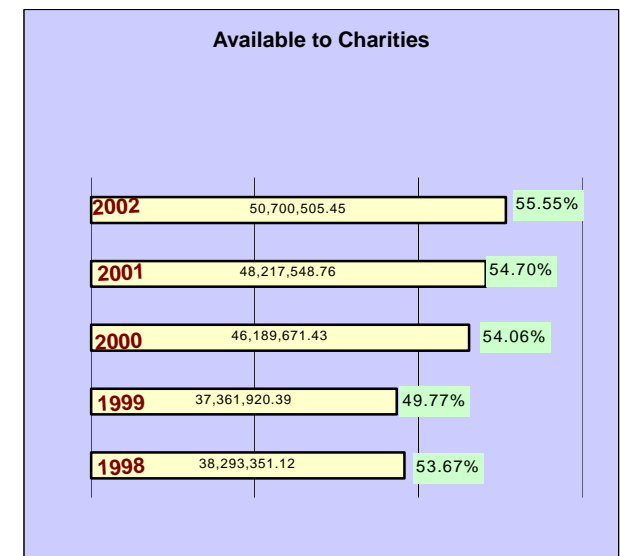 Available to Charities
2002 50,700,505.45 55.55%
2001 48,217,548.76 54.70%
2000 46,189,671.43 54.06%
1999 37,361,920.39 49.77%
1998 38,293,351.12 53.67%